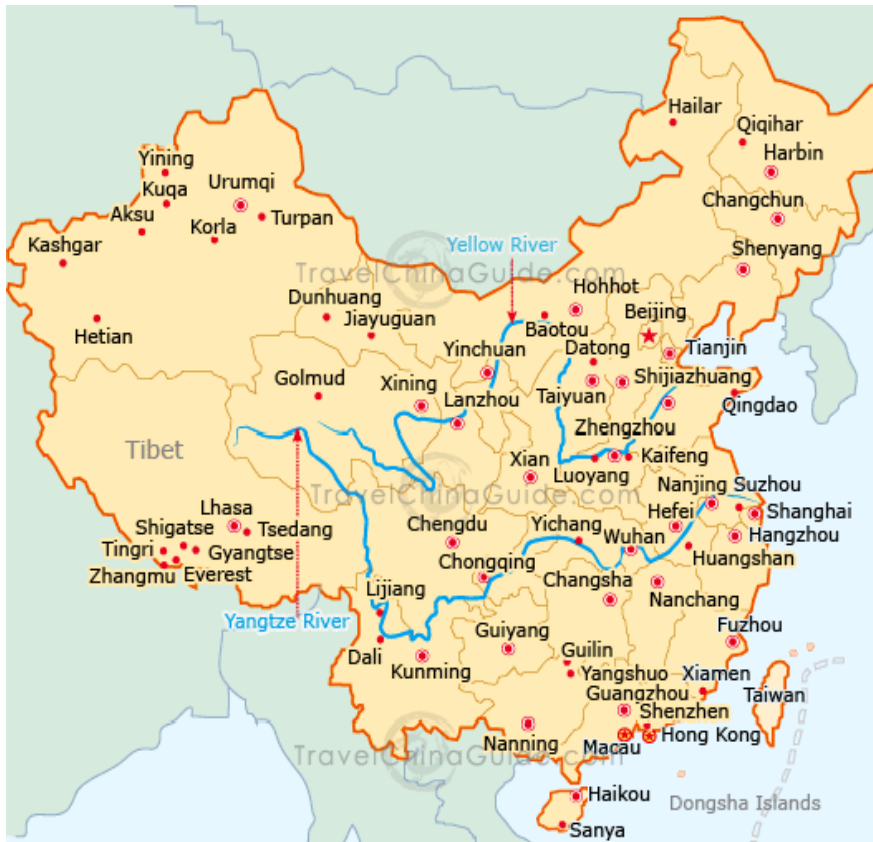 Hailar
Qiqihar
Harbin
Yining
Kuqa
Urumqi
Changchun
Aksu
Korla
Turpan
Kashgar
Yellow River
Shenyang
TravelChinaGuide.com
Hohhot
Dunhuang
Beijing
Jiayuguan
Hetian
Baotou
Yinchuan
Datong
Tianjin
Golmud
Xining
Shijiazhuang
Lanzhou
Taiyuan
Qingdao
Zhengzhou
Tibet
Kaifeng
Xian
Luoyang
Nanjing Suzhou
TravelChinaGuide.com
Lhasa
Hefei
Shanghai
Shigatse
Tsedang
Chengdu
Yichang
Wuhan
Hangzhou
Tingri
Gyangtse
Huangshan
Zhangmu
Everest
Chongqing
Changsha
Lijiang
Nanchang
Yangtze River
Guiyang
Fuzhou
Dali
Guilin
Kunming
Yangshuo
Xiamen
Guangzhou
Taiwan
Shenzhen
Nanning
Macau
Hong Kong
TravelChinaGuide.com
Haikou
Dongsha Islands
Sanya